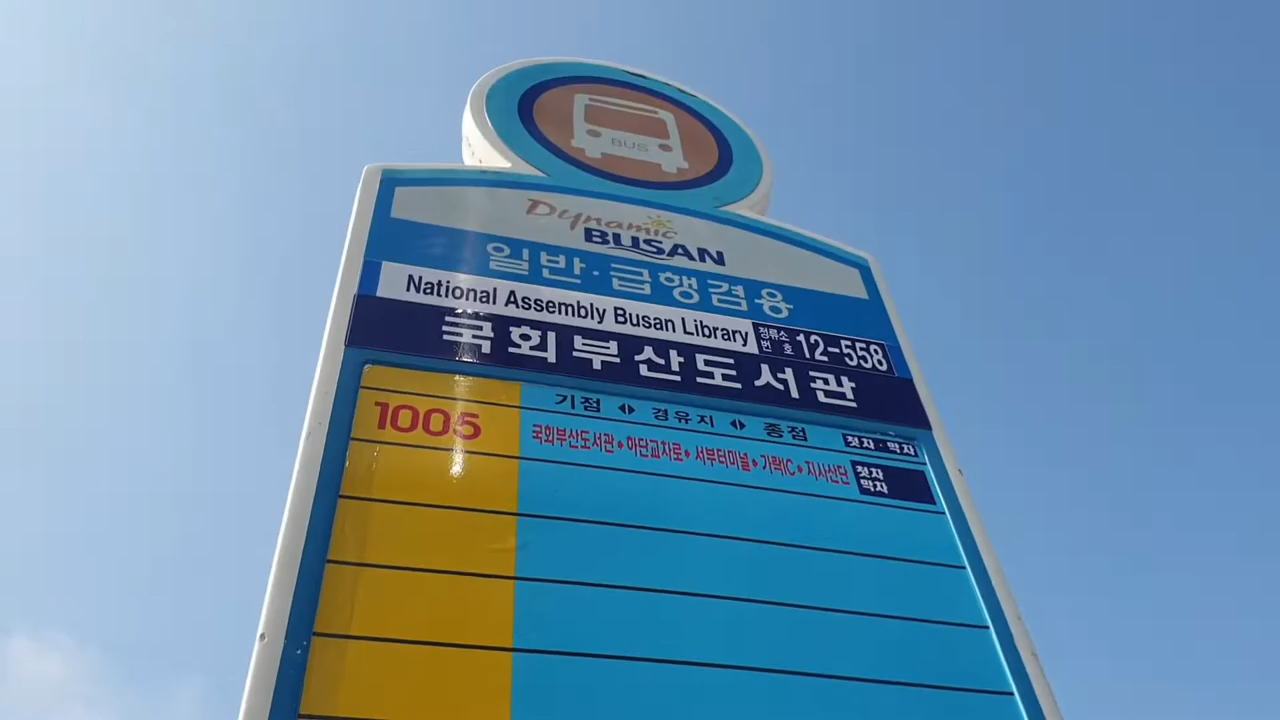 BUS
Dynamic
BUSAN
일반·급행겸용
National Assembly Busan Library
정류소
번 호
12-558
국회부산도서관
기점 ◀▶ 경유지 ◀▶ 종점
첫차·막차
1005
국회부산도서관◆하단교차로◆서부터미널◆가락IC◆지사산단
첫차
막차